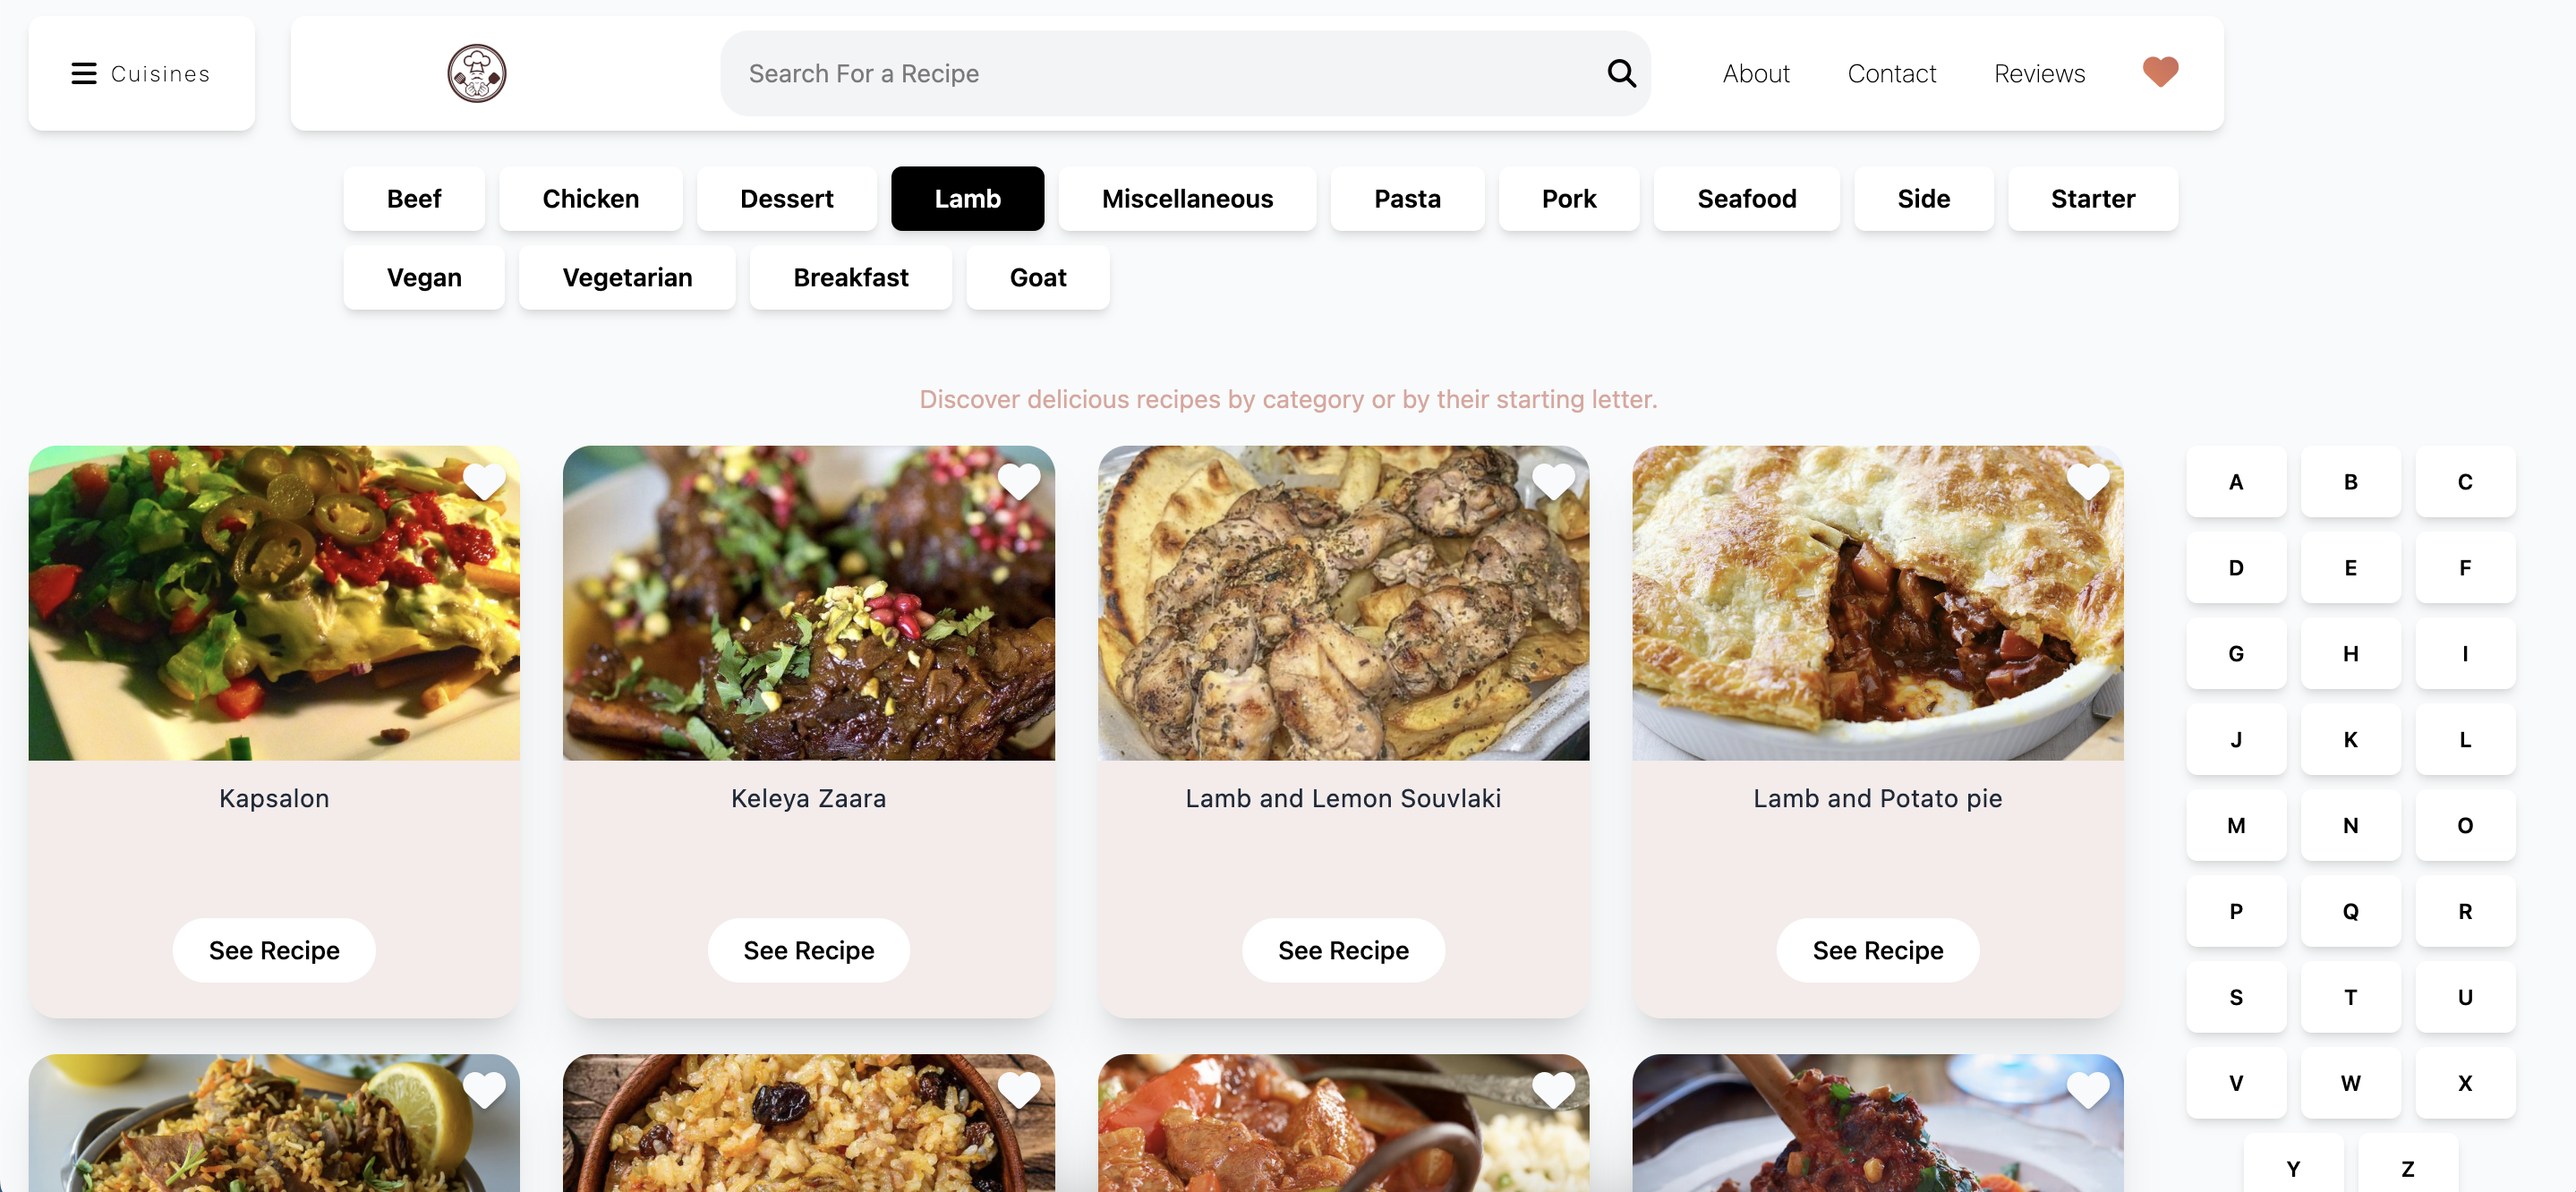 Cuisines
Search For a Recipe
About Contact Reviews
Beef Chicken Dessert Lamb Miscellaneous Pasta Pork Seafood Side Starter
Vegan Vegetarian Breakfast Goat
Discover delicious recipes by category or by their starting letter.
Kapsalon Keleya Zaara Lamb and Lemon Souvlaki Lamb and Potato pie
See Recipe See Recipe See Recipe See Recipe
A B C
D E F
G H I
J K L
M N O
P Q R
S T U
V W X
Y Z